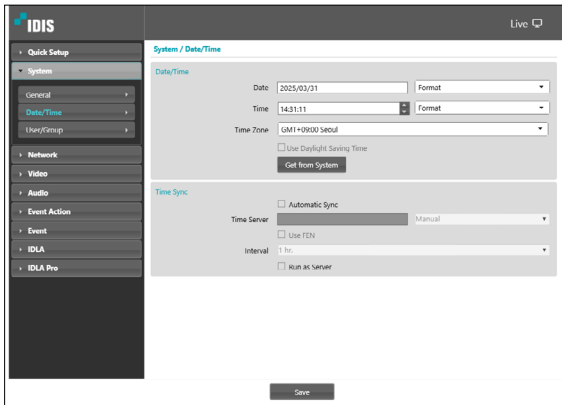 IDIS
Live
Quick Setup
System
General
Date/Time
User/Group
Network
Video
Audio
Event Action
Event
IDLA
IDLA Pro
System / Date/Time
Date/Time
Date 2025/03/31 Format
Time 14:31:11 Format
Time Zone GMT+09:00 Seoul
Use Daylight Saving Time
Get from System
Time Sync
Automatic Sync
Time Server Manual
Use FEN
Interval 1 hr.
Run as Server
Save